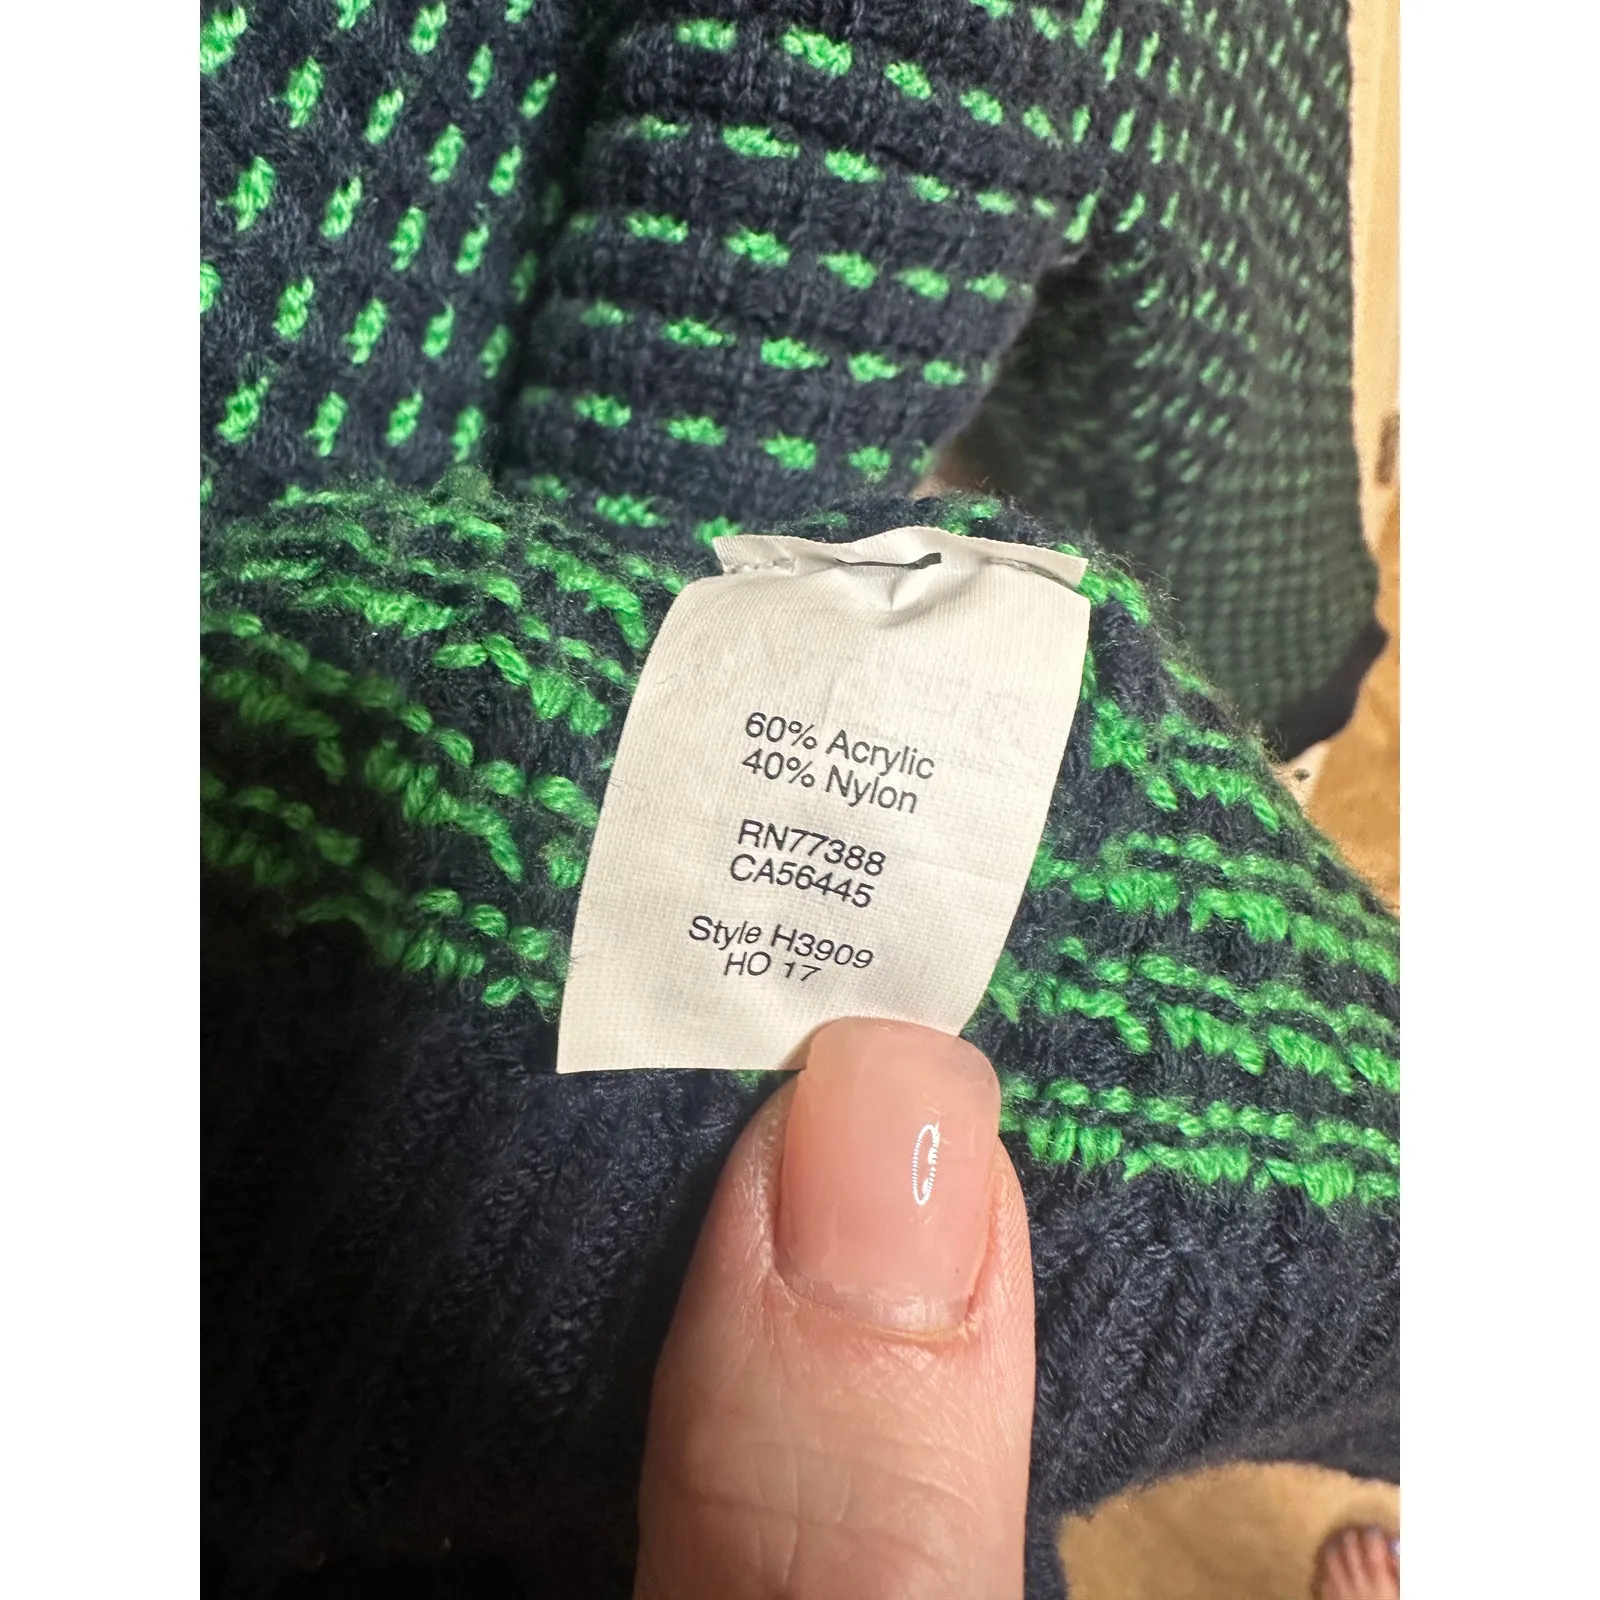 60% Acrylic
40% Nylon
RN77388
CA56445
Style H3909
HO 17